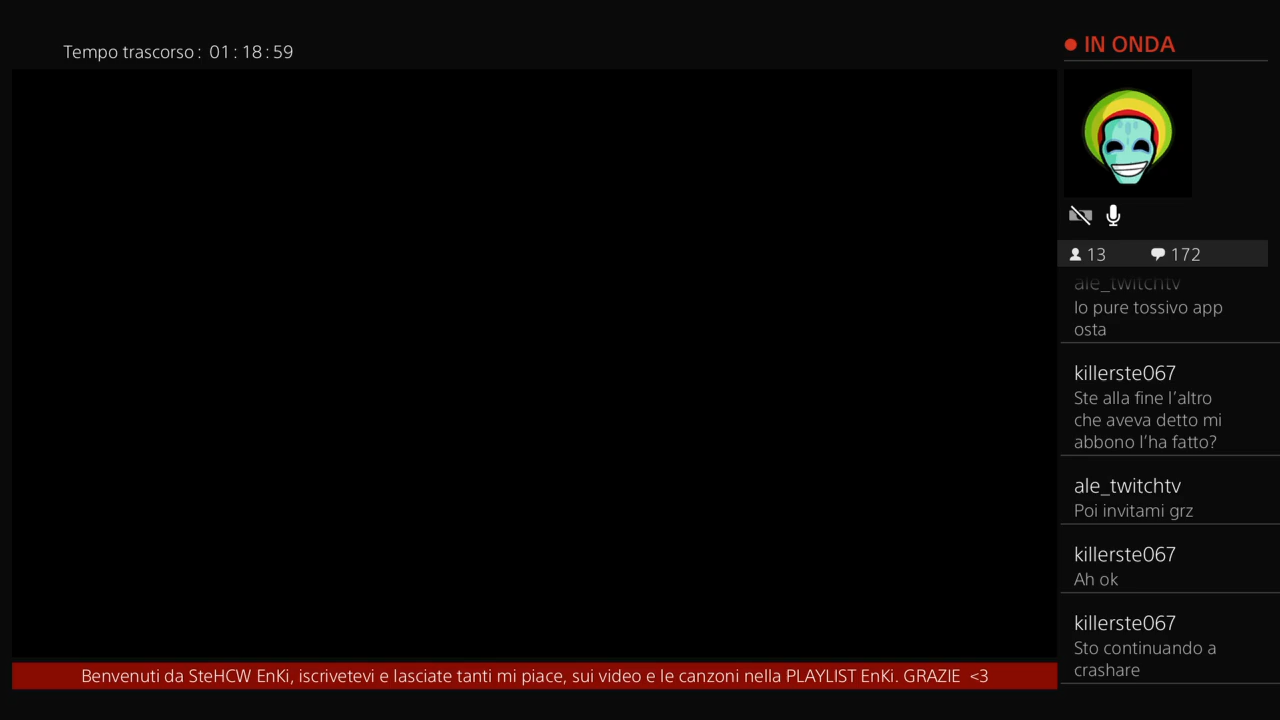 Tempo trascorso: 01:18:59
IN ONDA
13 172
ale_twitchtv
Io pure tossivo app
osta
killerste067
Ste alla fine l'altro
che aveva detto mi
abbono l'ha fatto?
ale_twitchtv
Poi invitami grz
killerste067
Ah ok
killerste067
Sto continuando a
crashare
Benvenuti da SteHCW EnKi, iscrivetevi e lasciate tanti mi piace, sui video e le canzoni nella PLAYLIST EnKi. GRAZIE <3